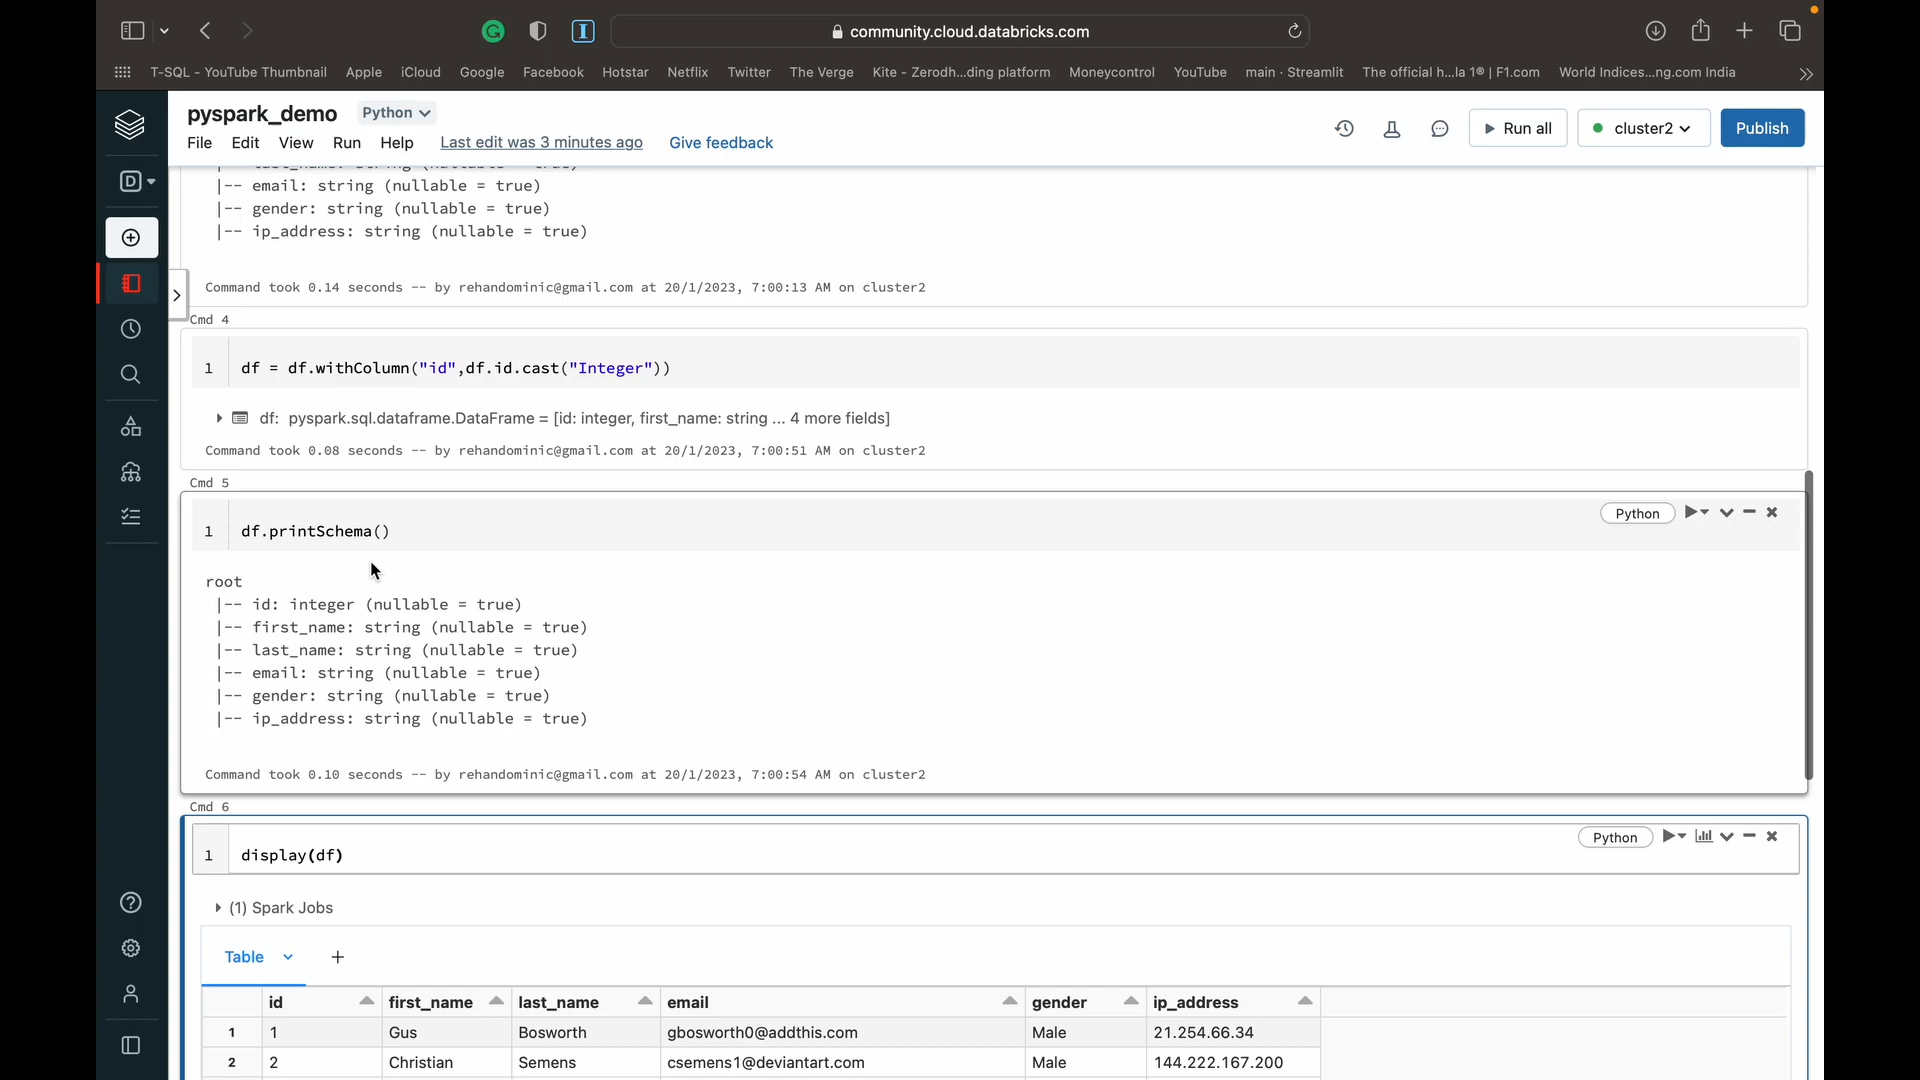 community.cloud.databricks.com
T-SQL - YouTube Thumbnail Apple iCloud Google Facebook Hotstar Netflix Twitter The Verge Kite - Zerodh...ding platform Moneycontrol YouTube main · Streamlit The official h...la 1® | F1.com World Indices...ng.com India
pyspark_demo Python
File Edit View Run Help Last edit was 3 minutes ago Give feedback
Run all cluster2 Publish
|-- email: string (nullable = true)
|-- gender: string (nullable = true)
|-- ip_address: string (nullable = true)
Command took 0.14 seconds -- by rehandominic@gmail.com at 20/1/2023, 7:00:13 AM on cluster2
Cmd 4
1 df = df.withColumn("id",df.id.cast("Integer"))
df: pyspark.sql.dataframe.DataFrame = [id: integer, first_name: string ... 4 more fields]
Command took 0.08 seconds -- by rehandominic@gmail.com at 20/1/2023, 7:00:51 AM on cluster2
Cmd 5
Python
1 df.printSchema()
root
|-- id: integer (nullable = true)
|-- first_name: string (nullable = true)
|-- last_name: string (nullable = true)
|-- email: string (nullable = true)
|-- gender: string (nullable = true)
|-- ip_address: string (nullable = true)
Command took 0.10 seconds -- by rehandominic@gmail.com at 20/1/2023, 7:00:54 AM on cluster2
Cmd 6
Python
1 display(df)
(1) Spark Jobs
Table +
id first_name last_name email gender ip_address
1 1 Gus Bosworth gbosworth0@addthis.com Male 21.254.66.34
2 2 Christian Semens csemens1@deviantart.com Male 144.222.167.200